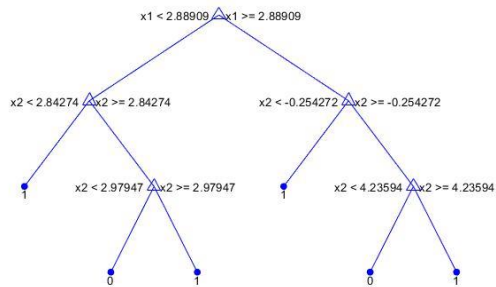 x1 < 2.88909 x1 >= 2.88909
x2 < 2.84274 x2 >= 2.84274 x2 < -0.254272 x2 >= -0.254272
1 x2 < 2.97947 x2 >= 2.97947 1 x2 < 4.23594 x2 >= 4.23594
0 1 0 1